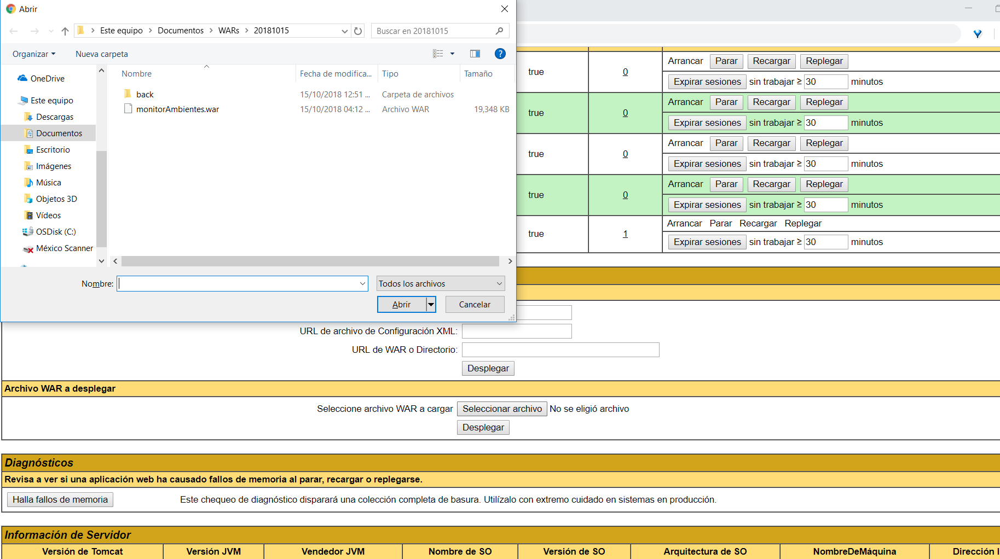 Abrir
Este equipo > Documentos > WARs > 20181015
Buscar en 20181015
Organizar
Nueva carpeta
?
OneDrive
Este equipo
Descargas
Documentos
Escritorio
Imágenes
Música
Objetos 3D
Vídeos
OSDisk (C:)
México Scanner
Nombre Fecha de modifica... Tipo Tamaño
back 15/10/2018 12:51 ... Carpeta de archivos
monitorAmbientes.war 15/10/2018 04:12 ... Archivo WAR 19,348 KB
Nombre:
Todos los archivos
Abrir
Cancelar
true 0 Arrancar Parar Recargar Replegar
Expirar sesiones sin trabajar ≥ 30 minutos
true 0 Arrancar Parar Recargar Replegar
Expirar sesiones sin trabajar ≥ 30 minutos
true 0 Arrancar Parar Recargar Replegar
Expirar sesiones sin trabajar ≥ 30 minutos
true 0 Arrancar Parar Recargar Replegar
Expirar sesiones sin trabajar ≥ 30 minutos
true 1 Arrancar Parar Recargar Replegar
Expirar sesiones sin trabajar ≥ 30 minutos
URL de archivo de Configuración XML:
URL de WAR o Directorio:
Desplegar
Archivo WAR a desplegar
Seleccione archivo WAR a cargar Seleccionar archivo No se eligió archivo
Desplegar
Diagnósticos
Revisa a ver si una aplicación web ha causado fallos de memoria al parar, recargar o replegarse.
Halla fallos de memoria Este chequeo de diagnóstico disparará una colección completa de basura. Utilízalo con extremo cuidado en sistemas en producción.
Información de Servidor
Versión de Tomcat Versión JVM Vendedor JVM Nombre de SO Versión de SO Arquitectura de SO NombreDeMáquina Dirección I